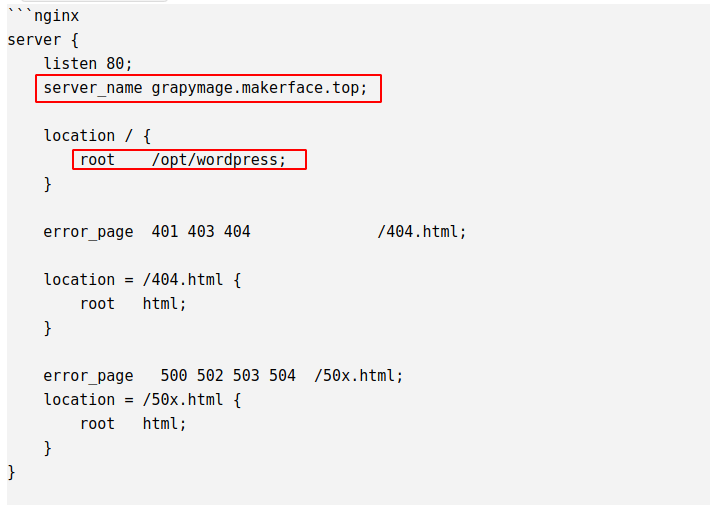 ```nginx
server {
    listen 80;
    server_name grapymage.makerface.top;

    location / {
        root    /opt/wordpress;
    }

    error_page  401 403 404              /404.html;

    location = /404.html {
        root   html;
    }

    error_page   500 502 503 504  /50x.html;
    location = /50x.html {
        root   html;
    }
}